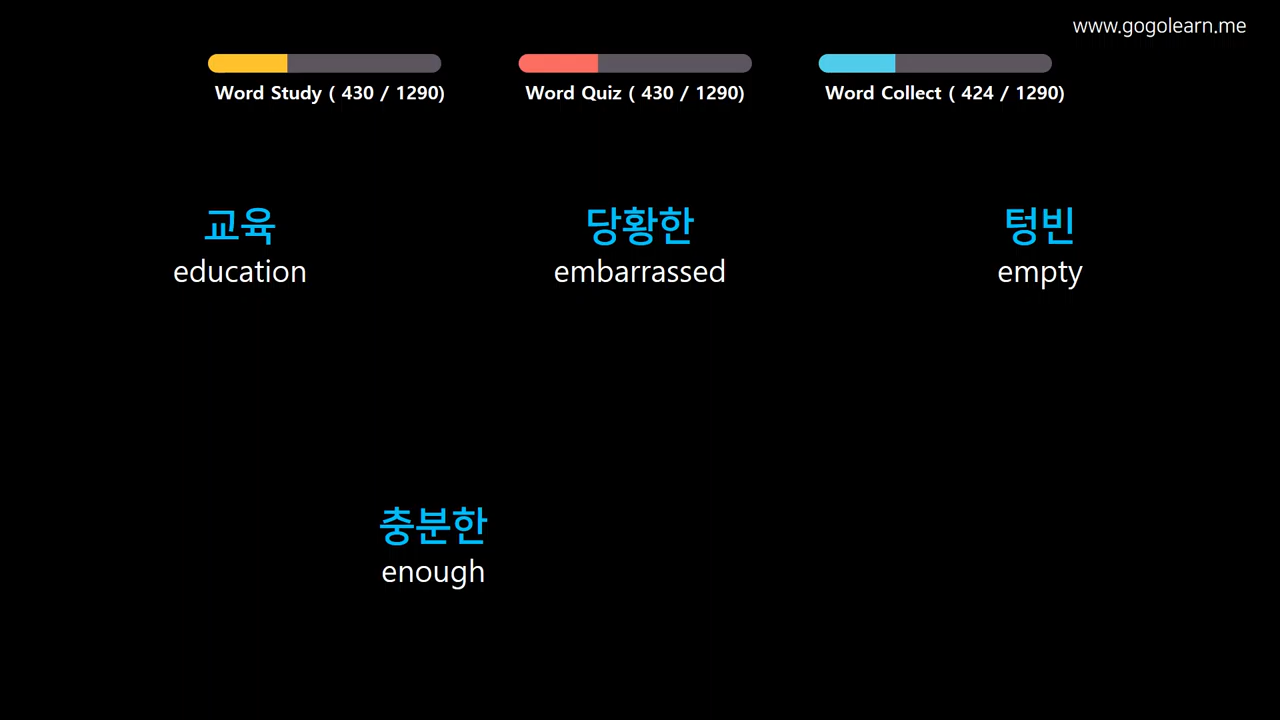 www.gogolearn.me
Word Study ( 430 / 1290)
Word Quiz ( 430 / 1290)
Word Collect ( 424 / 1290)
교육
education
당황한
embarrassed
텅빈
empty
충분한
enough